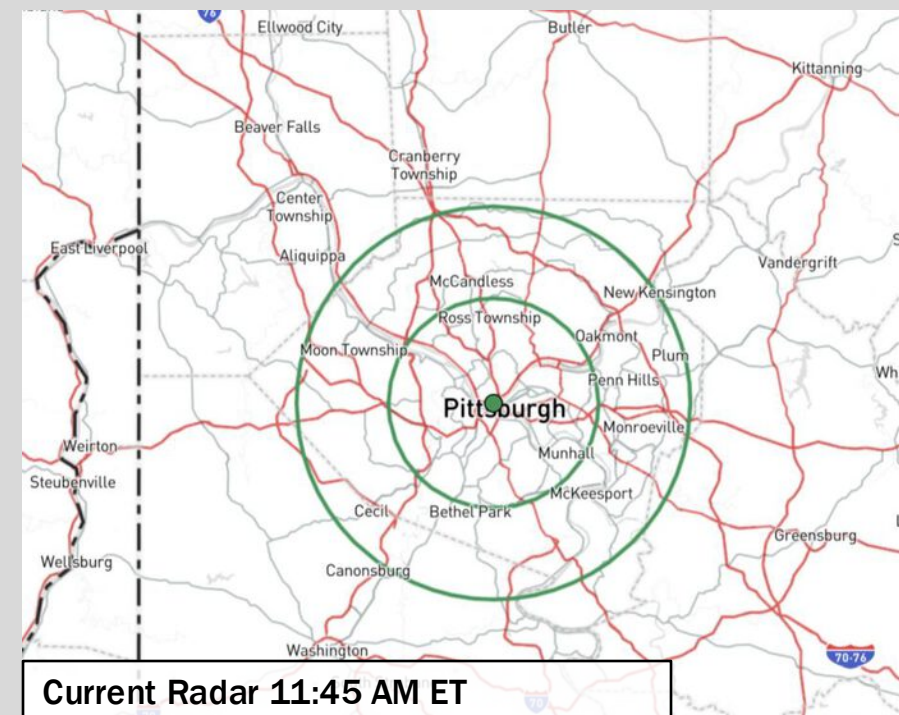 76
Ellwood City
Butler
Kittanning
Beaver Falls
Cranberry
Township
Center
Township
East Liverpool
Aliquippa
Vandergrift
McCandless
New Kensington
Ross Township
Oakmont
Moon Township
Plum
Penn Hills
Wh
Pittsburgh
Monroeville
Weirton
Munhall
Steubenville
McKeesport
Cecil
Bethel Park
Greensburg
Wellsburg
Canonsburg
Washington
70-76
Current Radar 11:45 AM ET